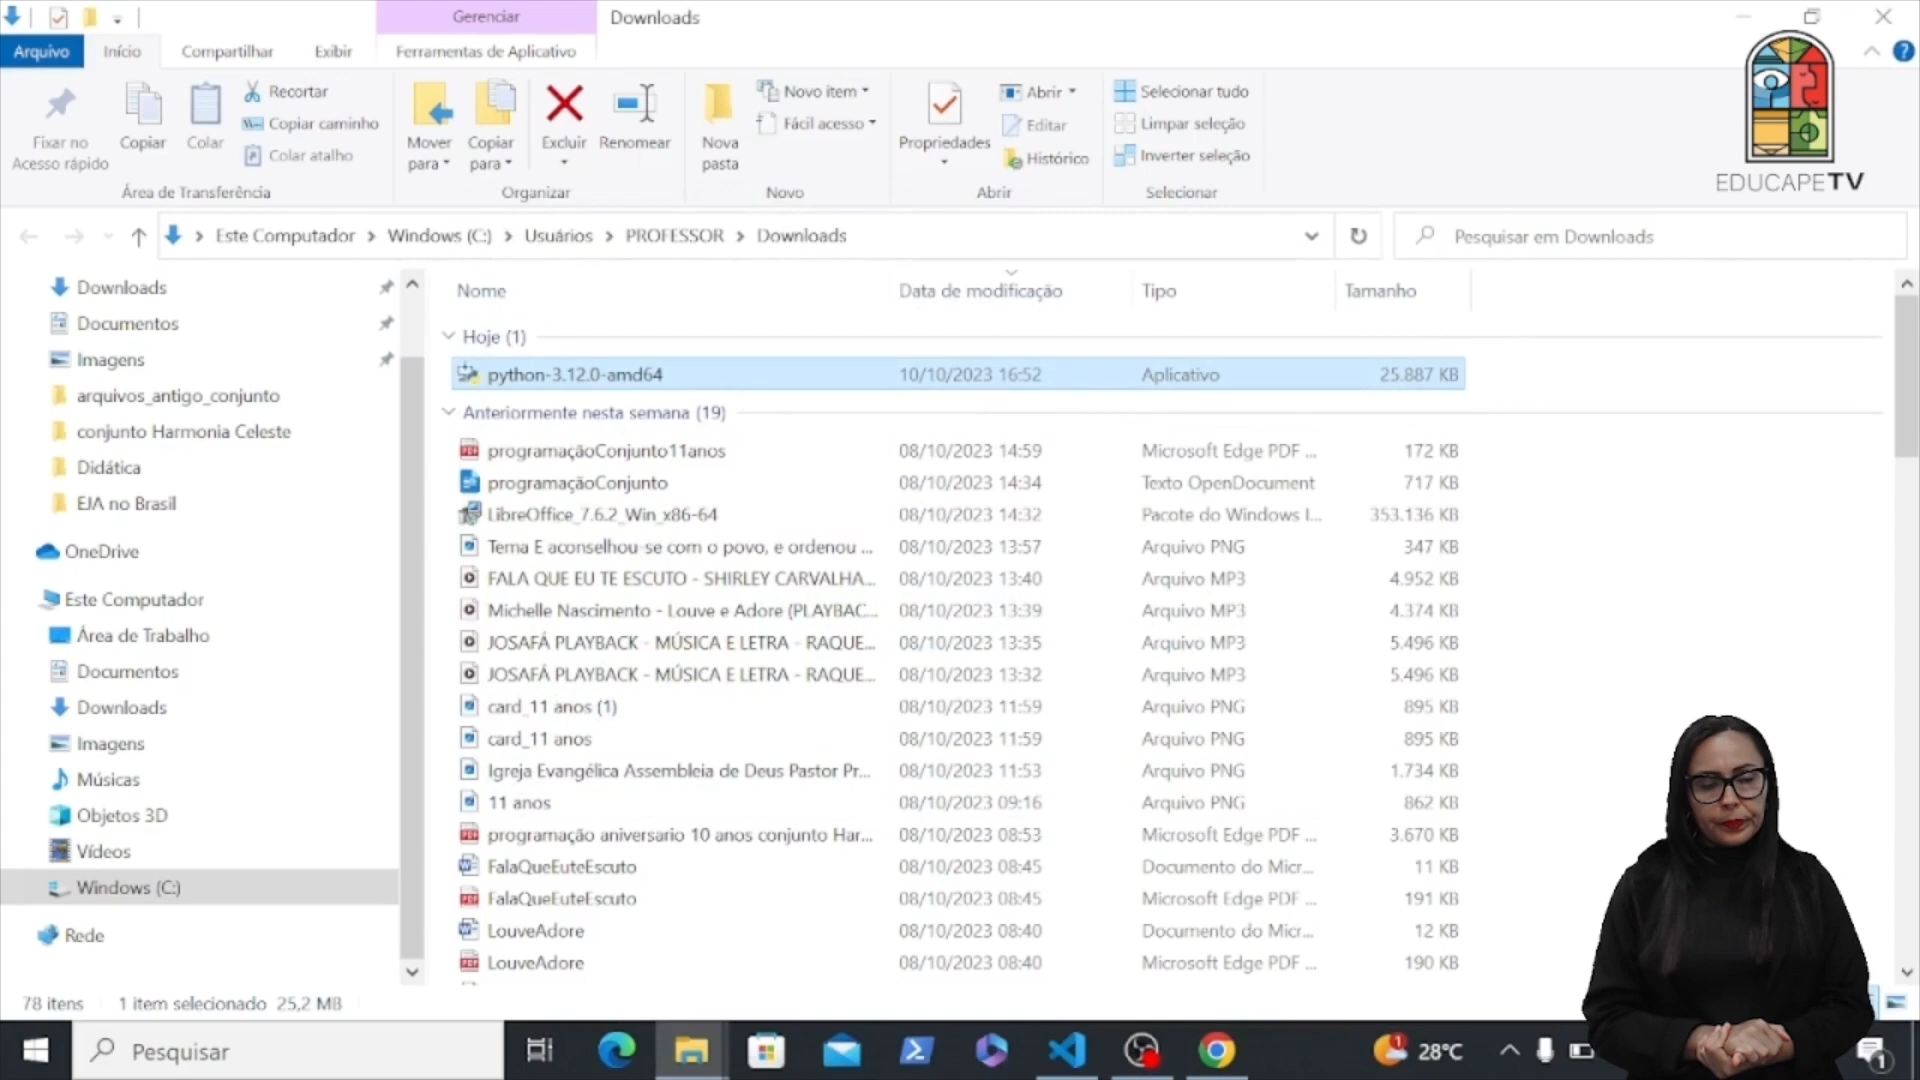 Gerenciar
Downloads
Arquivo
Início
Compartilhar
Exibir
Ferramentas de Aplicativo
Fixar no
Acesso rápido
Copiar
Colar
Recortar
Copiar caminho
Colar atalho
Área de Transferência
Mover
para
Copiar
para
Excluir
Renomear
Organizar
Nova
pasta
Novo item
Fácil acesso
Novo
Propriedades
Abrir
Editar
Histórico
Abrir
Selecionar tudo
Limpar seleção
Inverter seleção
Selecionar
EDUCAPETV
Este Computador > Windows (C:) > Usuários > PROFESSOR > Downloads
Pesquisar em Downloads
Downloads
Documentos
Imagens
arquivos_antigo_conjunto
conjunto Harmonia Celeste
Didática
EJA no Brasil
OneDrive
Este Computador
Área de Trabalho
Documentos
Downloads
Imagens
Músicas
Objetos 3D
Vídeos
Windows (C:)
Rede
Nome Data de modificação Tipo Tamanho
Hoje (1)
python-3.12.0-amd64 10/10/2023 16:52 Aplicativo 25.887 KB
Anteriormente nesta semana (19)
programaçãoConjunto11anos 08/10/2023 14:59 Microsoft Edge PDF ... 172 KB
programaçãoConjunto 08/10/2023 14:34 Texto OpenDocument 717 KB
LibreOffice_7.6.2_Win_x86-64 08/10/2023 14:32 Pacote do Windows I... 353.136 KB
Tema E aconselhou-se com o povo, e ordenou ... 08/10/2023 13:57 Arquivo PNG 347 KB
FALA QUE EU TE ESCUTO - SHIRLEY CARVALHA... 08/10/2023 13:40 Arquivo MP3 4.952 KB
Michelle Nascimento - Louve e Adore (PLAYBAC... 08/10/2023 13:39 Arquivo MP3 4.374 KB
JOSAFÁ PLAYBACK - MÚSICA E LETRA - RAQUE... 08/10/2023 13:35 Arquivo MP3 5.496 KB
JOSAFÁ PLAYBACK - MÚSICA E LETRA - RAQUE... 08/10/2023 13:32 Arquivo MP3 5.496 KB
card_11 anos (1) 08/10/2023 11:59 Arquivo PNG 895 KB
card_11 anos 08/10/2023 11:59 Arquivo PNG 895 KB
Igreja Evangélica Assembleia de Deus Pastor Pr... 08/10/2023 11:53 Arquivo PNG 1.734 KB
11 anos 08/10/2023 09:16 Arquivo PNG 862 KB
programação aniversario 10 anos conjunto Har... 08/10/2023 08:53 Microsoft Edge PDF ... 3.670 KB
FalaQueEuteEscuto 08/10/2023 08:45 Documento do Micr... 11 KB
FalaQueEuteEscuto 08/10/2023 08:45 Microsoft Edge PDF ... 191 KB
LouveAdore 08/10/2023 08:40 Documento do Micr... 12 KB
LouveAdore 08/10/2023 08:40 Microsoft Edge PDF ... 190 KB
78 itens 1 item selecionado 25,2 MB
Pesquisar
1
28°C
1